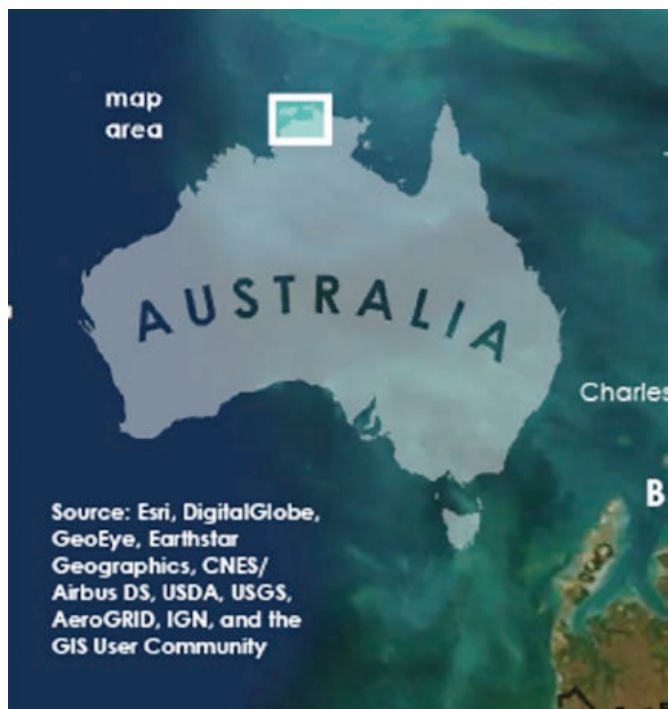 map
area
AUSTRALIA
Charles
B
Source: Esri, DigitalGlobe,
GeoEye, Earthstar
Geographics, CNES/
Airbus DS, USDA, USGS,
AeroGRID, IGN, and the
GIS User Community